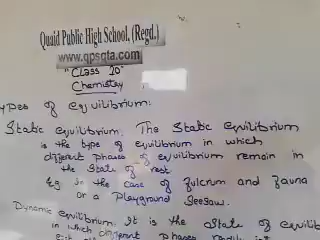 Quaid Public High School, (Regd.)
www.qpsqta.com
"Class 10"
Chemistry
ypes of equilibrium:
Static equilibrium. The Static equilibrium
is the type of equilibrium in which
different phases of equilibrium remain in
the State of rest
Eg. In the case of fulcrum and fauna
or a Playground Seesaw.
Dynamic equilibrium. It is the State of equilib
in which different phases